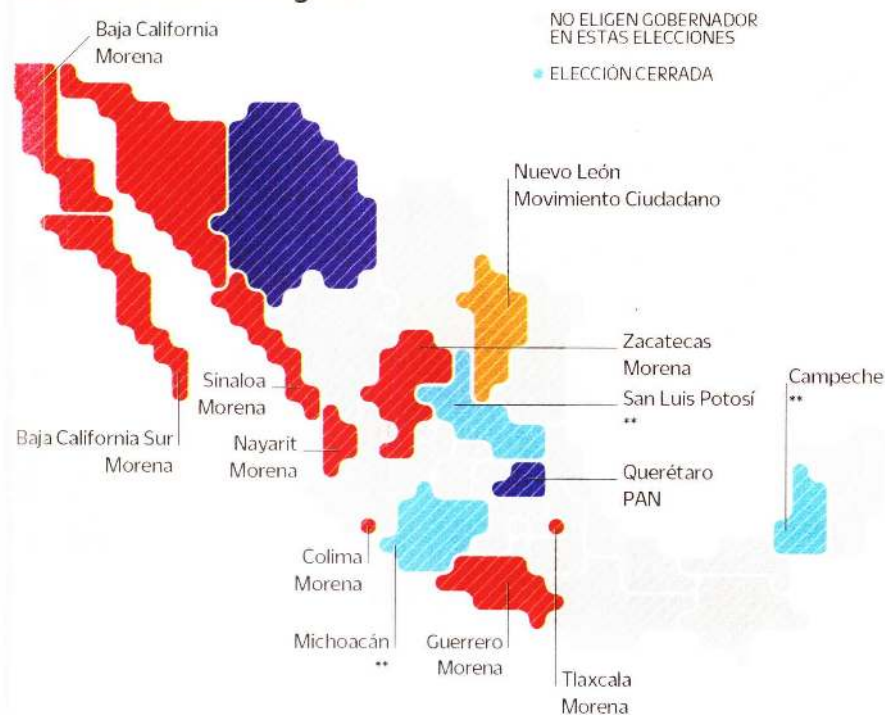 Baja California
Morena
NO ELIGEN GOBERNADOR
EN ESTAS ELECCIONES
ELECCIÓN CERRADA
Nuevo León
Movimiento Ciudadano
Zacatecas
Morena
San Luis Potosí
**
Campeche
**
Sinaloa
Morena
Baja California Sur
Morena
Nayarit
Morena
Querétaro
PAN
Colima
Morena
Michoacán
**
Guerrero
Morena
Tlaxcala
Morena